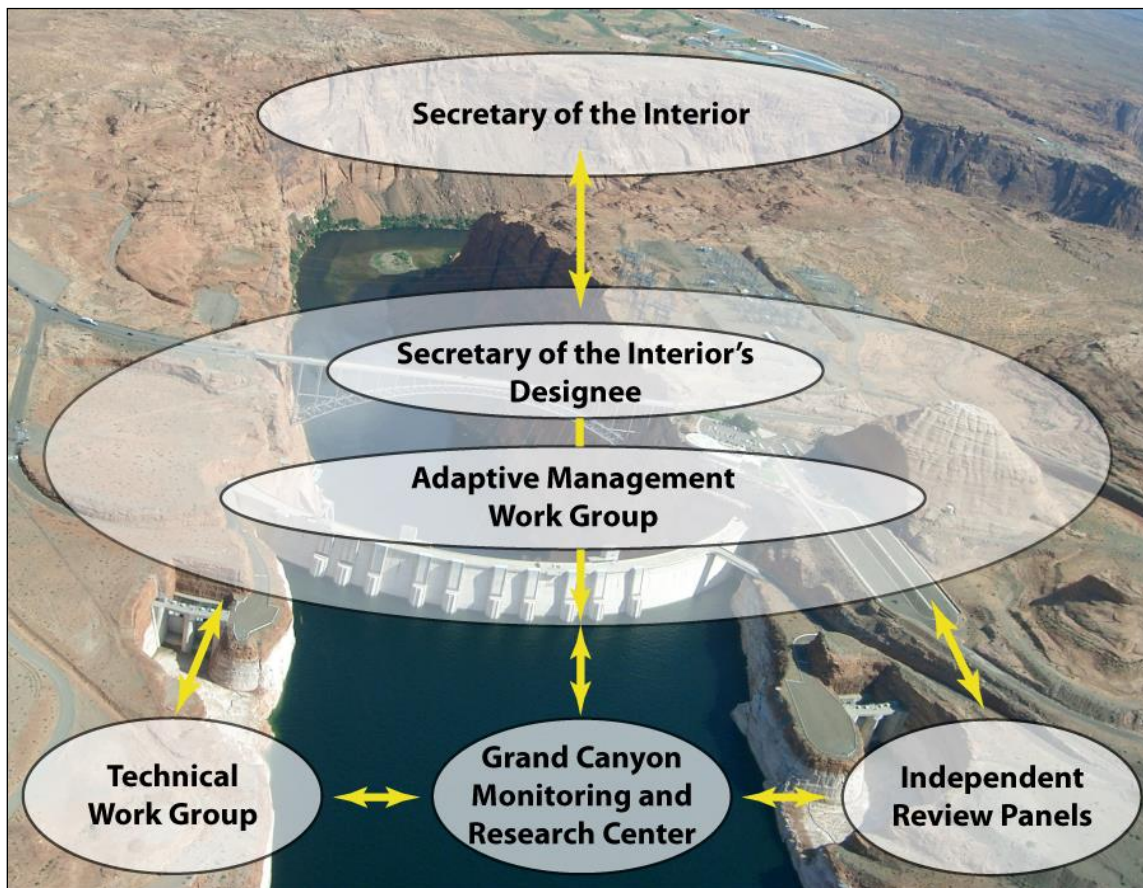 Secretary of the Interior
Secretary of the Interior’s
Designee
Adaptive Management
Work Group
Technical
Work Group
Grand Canyon
Monitoring and
Research Center
Independent
Review Panels